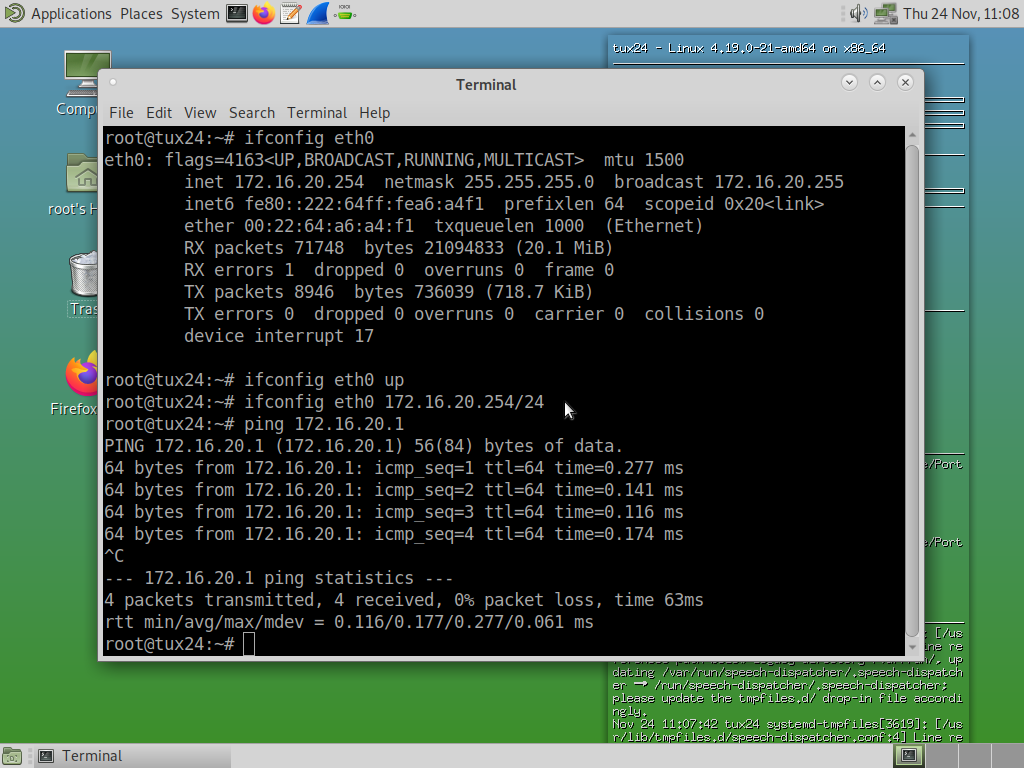 Applications Places System Thu 24 Nov, 11:08
tux24 - Linux 4.19.0-21-amd64 on x86_64
Terminal
File Edit View Search Terminal Help
root@tux24:~# ifconfig eth0
eth0: flags=4163<UP,BROADCAST,RUNNING,MULTICAST>  mtu 1500
        inet 172.16.20.254  netmask 255.255.255.0  broadcast 172.16.20.255
        inet6 fe80::222:64ff:fea6:a4f1  prefixlen 64  scopeid 0x20<link>
        ether 00:22:64:a6:a4:f1  txqueuelen 1000  (Ethernet)
        RX packets 71748  bytes 21094833 (20.1 MiB)
        RX errors 1  dropped 0  overruns 0  frame 0
        TX packets 8946  bytes 736039 (718.7 KiB)
        TX errors 0  dropped 0 overruns 0  carrier 0  collisions 0
        device interrupt 17
root@tux24:~# ifconfig eth0 up
root@tux24:~# ifconfig eth0 172.16.20.254/24
root@tux24:~# ping 172.16.20.1
PING 172.16.20.1 (172.16.20.1) 56(84) bytes of data.
64 bytes from 172.16.20.1: icmp_seq=1 ttl=64 time=0.277 ms
64 bytes from 172.16.20.1: icmp_seq=2 ttl=64 time=0.141 ms
64 bytes from 172.16.20.1: icmp_seq=3 ttl=64 time=0.116 ms
64 bytes from 172.16.20.1: icmp_seq=4 ttl=64 time=0.174 ms
^C
--- 172.16.20.1 ping statistics ---
4 packets transmitted, 4 received, 0% packet loss, time 63ms
rtt min/avg/max/mdev = 0.116/0.177/0.277/0.061 ms
root@tux24:~#
Compu
root's H
Tras
Firefox
e/Port
e/Port
: [/us
ine re
/, up
dating /var/run/speech-dispatcher/.speech-dispatch
er → /run/speech-dispatcher/.speech-dispatcher;
please update the tmpfiles.d/ drop-in file accordi
ngly.
Nov 24 11:07:42 tux24 systemd-tmpfiles[3619]: [/us
r/lib/tmpfiles.d/speech-dispatcher.conf:4] Line re
Terminal